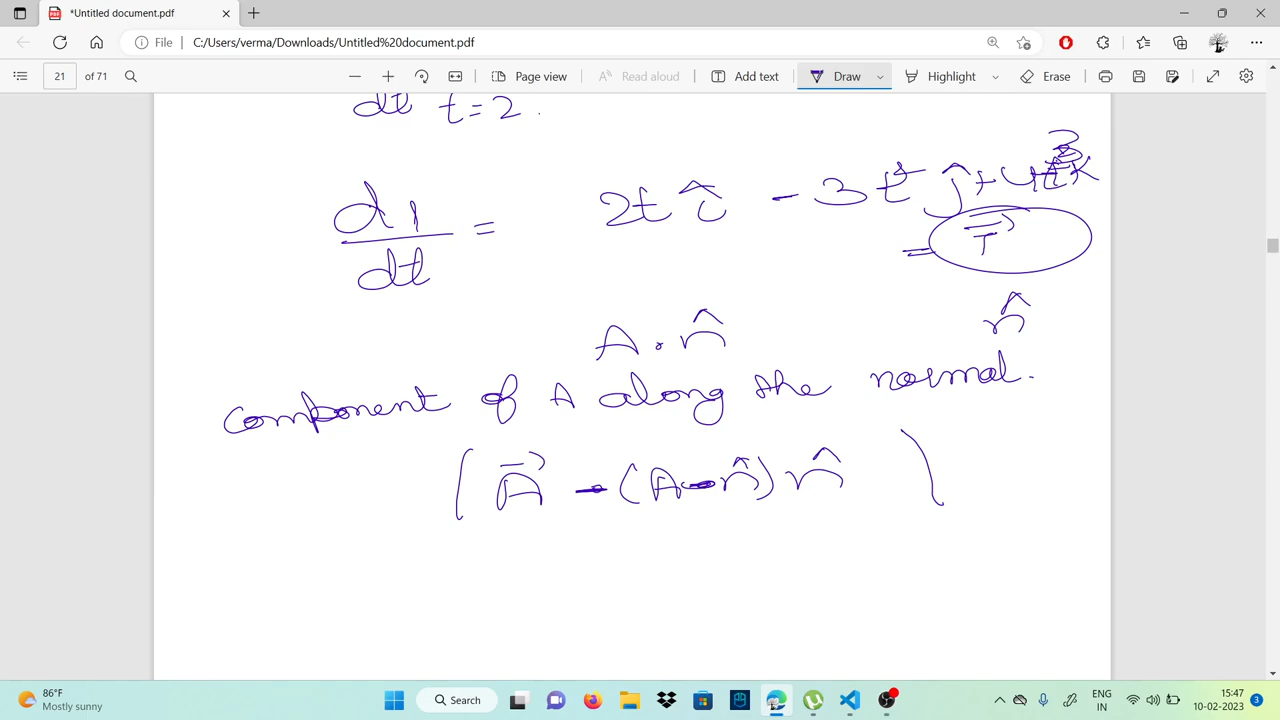 *Untitled document.pdf
File C:/Users/verma/Downloads/Untitled%20document.pdf
21 of 71 Page view Read aloud Add text Draw Highlight Erase
dt t=2.
dr/dt = 2t î - 3t² ĵ + 4t³ k
= T⃗
A · n̂ n̂
component of A along the normal.
( A⃗ - (A - n̂) n̂ )
86°F
Mostly sunny
Search
ENG
IN
15:47
10-02-2023
3